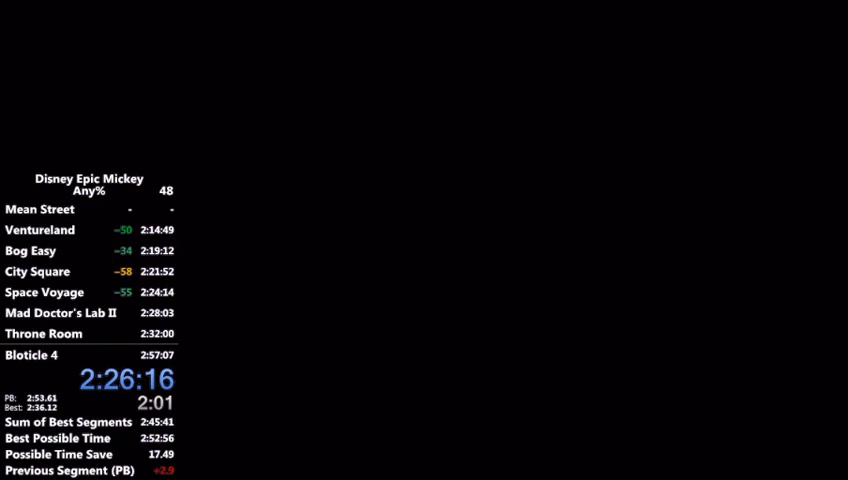 Disney Epic Mickey
Any% 48
Mean Street - -
Ventureland −50 2:14:49
Bog Easy −34 2:19:12
City Square −58 2:21:52
Space Voyage −55 2:24:14
Mad Doctor's Lab II 2:28:03
Throne Room 2:32:00
Bloticle 4 2:57:07
2:26:16
PB: 2:53.61
Best: 2:36.12
2:01
Sum of Best Segments 2:45:41
Best Possible Time 2:52:56
Possible Time Save 17.49
Previous Segment (PB) +2.9